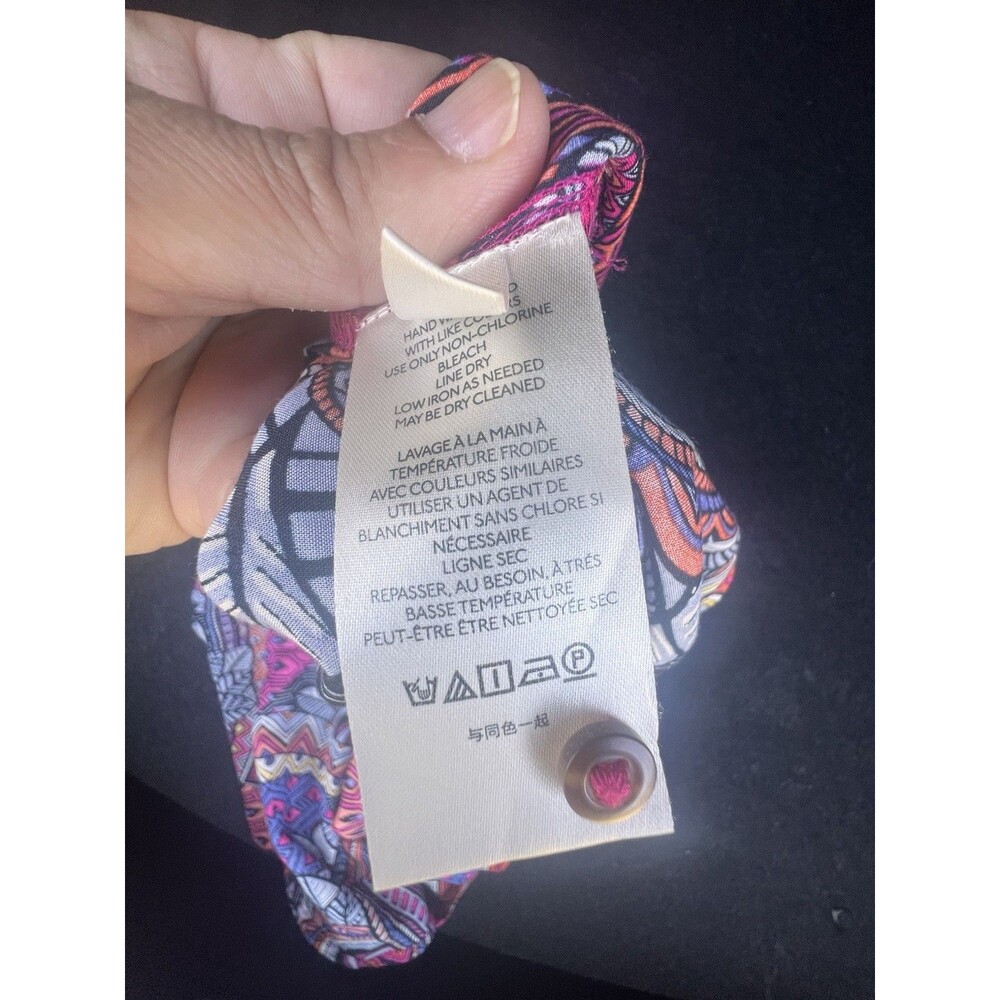 HAND
WITH LIKE
USE ONLY NON-CHLORINE
BLEACH
LINE DRY
LOW IRON AS NEEDED
MAY BE DRY CLEANED
LAVAGE À LA MAIN À
TEMPÉRATURE FROIDE
AVEC COULEURS SIMILAIRES
UTILISER UN AGENT DE
BLANCHIMENT SANS CHLORE SI
NÉCESSAIRE
LIGNE SEC
REPASSER, AU BESOIN, À TRÈS
BASSE TEMPÉRATURE
PEUT-ÊTRE ÊTRE NETTOYÉE SEC
P
与同色一起